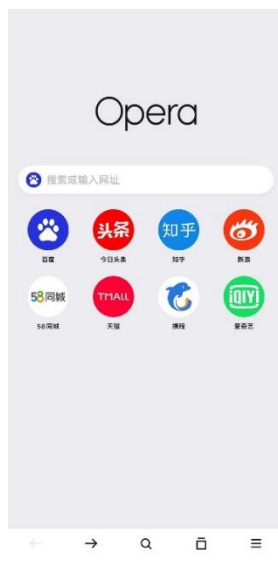 Opera
搜索或输入网址
头条
知乎
百度
今日头条
知乎
新浪
58同城
TMALL
iQIYI
58同城
天猫
携程
爱奇艺